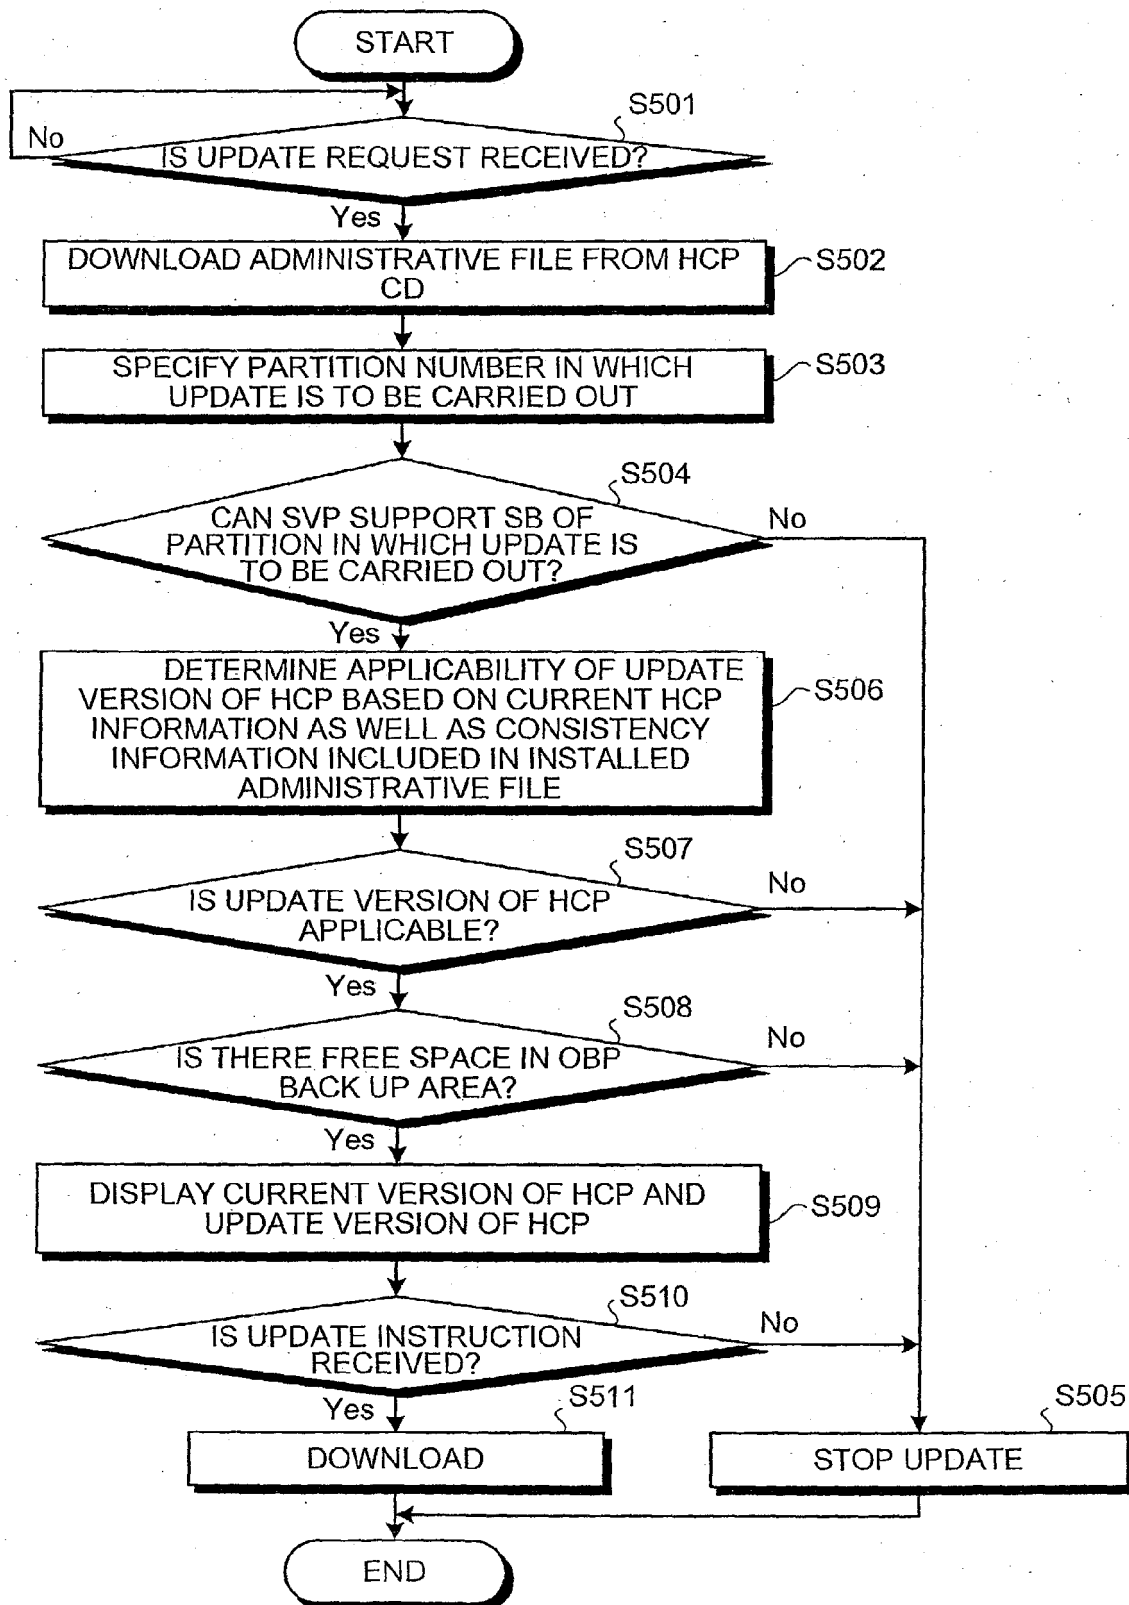 START
S501
No
IS UPDATE REQUEST RECEIVED?
Yes
DOWNLOAD ADMINISTRATIVE FILE FROM HCP
CD
S502
SPECIFY PARTITION NUMBER IN WHICH
UPDATE IS TO BE CARRIED OUT
S503
S504
CAN SVP SUPPORT SB OF
PARTITION IN WHICH UPDATE IS
TO BE CARRIED OUT?
No
Yes
DETERMINE APPLICABILITY OF UPDATE
VERSION OF HCP BASED ON CURRENT HCP
INFORMATION AS WELL AS CONSISTENCY
INFORMATION INCLUDED IN INSTALLED
ADMINISTRATIVE FILE
S506
S507
IS UPDATE VERSION OF HCP
APPLICABLE?
No
Yes
S508
IS THERE FREE SPACE IN OBP
BACK UP AREA?
No
Yes
DISPLAY CURRENT VERSION OF HCP AND
UPDATE VERSION OF HCP
S509
S510
IS UPDATE INSTRUCTION
RECEIVED?
No
Yes
S511
DOWNLOAD
S505
STOP UPDATE
END